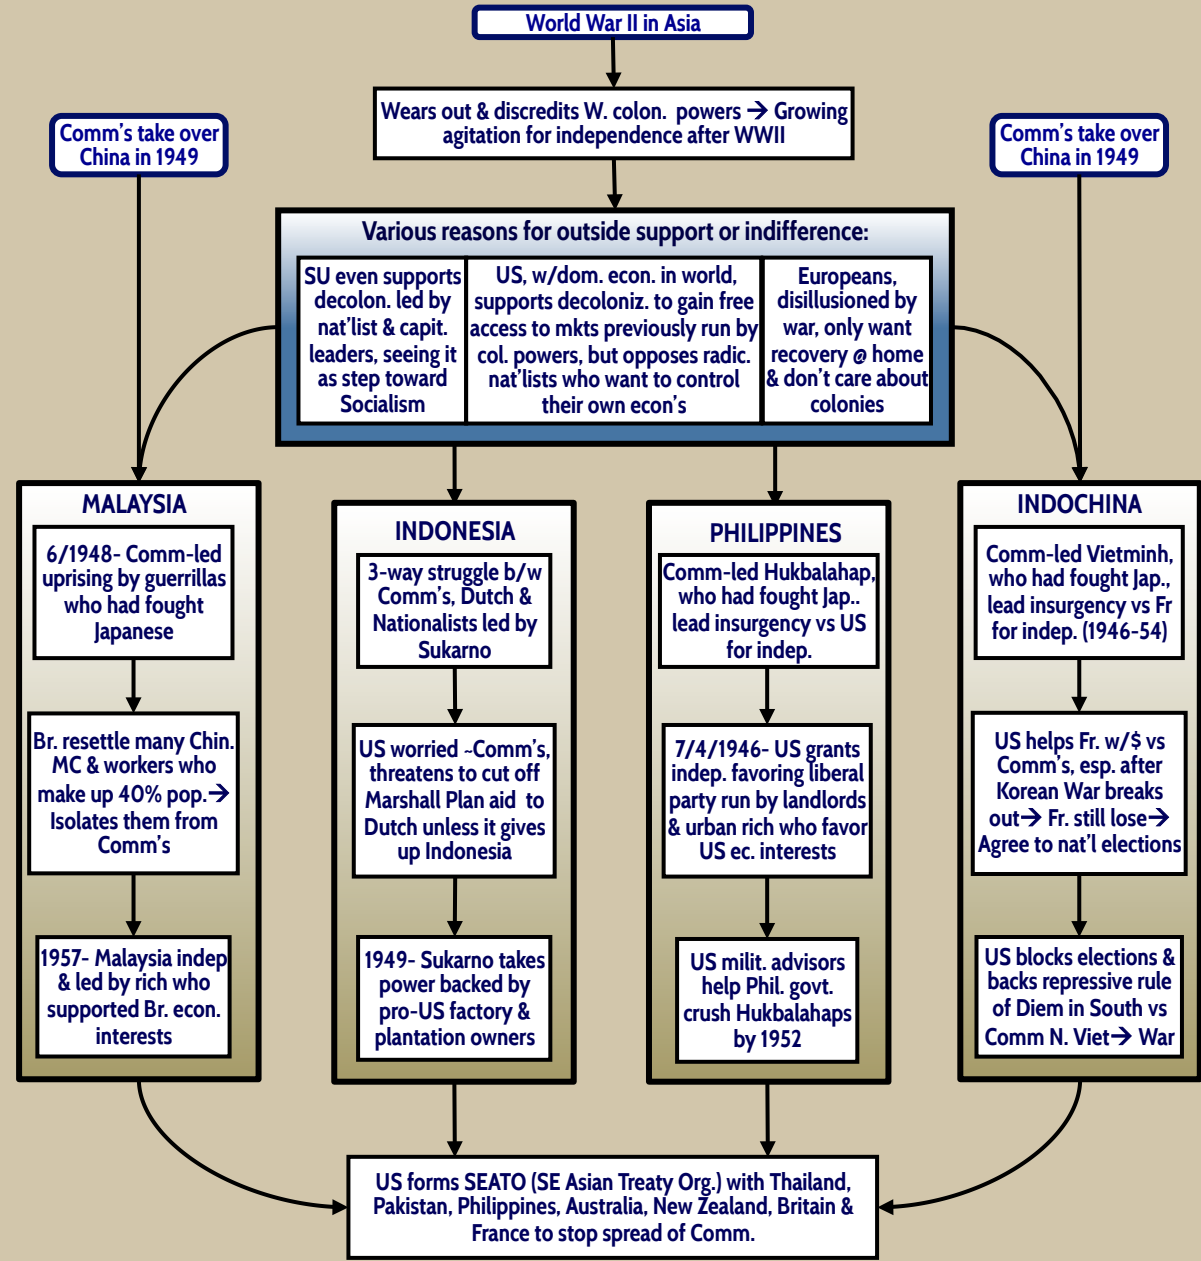 World War II in Asia
Wears out & discredits W. colon. powers → Growing
agitation for independence after WWII
Comm's take over
China in 1949
Comm's take over
China in 1949
Various reasons for outside support or indifference:
SU even supports
decolon. led by
nat'list & capit.
leaders, seeing it
as step toward
Socialism
US, w/dom. econ. in world,
supports decoloniz. to gain free
access to mkts previously run by
col. powers, but opposes radic.
nat'lists who want to control
their own econ's
Europeans,
disillusioned by
war, only want
recovery @ home
& don't care about
colonies
MALAYSIA
6/1948- Comm-led
uprising by guerrillas
who had fought
Japanese
Br. resettle many Chin.
MC & workers who
make up 40% pop.→
Isolates them from
Comm's
1957- Malaysia indep
& led by rich who
supported Br. econ.
interests
INDONESIA
3-way struggle b/w
Comm's, Dutch &
Nationalists led by
Sukarno
US worried ~Comm's,
threatens to cut off
Marshall Plan aid to
Dutch unless it gives
up Indonesia
1949- Sukarno takes
power backed by
pro-US factory &
plantation owners
PHILIPPINES
Comm-led Hukbalahap,
who had fought Jap..
lead insurgency vs US
for indep.
7/4/1946- US grants
indep. favoring liberal
party run by landlords
& urban rich who favor
US ec. interests
US milit. advisors
help Phil. govt.
crush Hukbalahaps
by 1952
INDOCHINA
Comm-led Vietminh,
who had fought Jap.,
lead insurgency vs Fr
for indep. (1946-54)
US helps Fr. w/$ vs
Comm's, esp. after
Korean War breaks
out→ Fr. still lose→
Agree to nat'l elections
US blocks elections &
backs repressive rule
of Diem in South vs
Comm N. Viet→ War
US forms SEATO (SE Asian Treaty Org.) with Thailand,
Pakistan, Philippines, Australia, New Zealand, Britain &
France to stop spread of Comm.